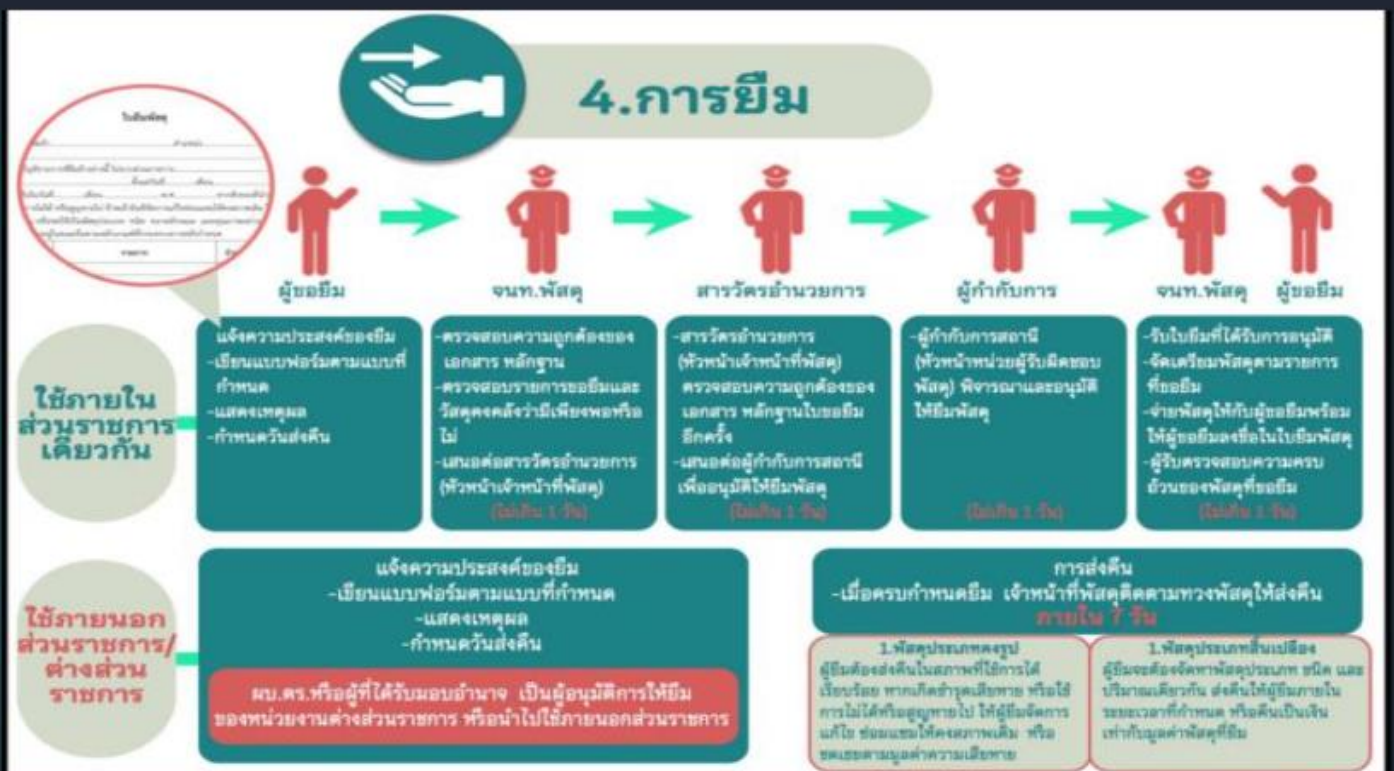 4.การยืม
ใบยืมพัสดุ
ผู้ขอยืม
จนท.พัสดุ
สารวัตรอำนวยการ
ผู้กำกับการ
จนท.พัสดุ
ผู้ขอยืม
ใช้ภายใน
ส่วนราชการ
เดียวกัน
แจ้งความประสงค์ของยืม
-เขียนแบบฟอร์มตามแบบที่
กำหนด
-แสดงเหตุผล
-กำหนดวันส่งคืน
-ตรวจสอบความถูกต้องของ
เอกสาร หลักฐาน
-ตรวจสอบรายการขอยืมและ
วัสดุคงคลังว่ามีเพียงพอหรือ
ไม่
-เสนอต่อสารวัตรอำนวยการ
(หัวหน้าเจ้าหน้าที่พัสดุ)
(ไม่เกิน 1 วัน)
-สารวัตรอำนวยการ
(หัวหน้าเจ้าหน้าที่พัสดุ)
ตรวจสอบความถูกต้องของ
เอกสาร หลักฐานใบขอยืม
อีกครั้ง
-เสนอต่อผู้กำกับการสถานี
เพื่ออนุมัติให้ยืมพัสดุ
(ไม่เกิน 1 วัน)
-ผู้กำกับการสถานี
(หัวหน้าหน่วยผู้รับผิดชอบ
พัสดุ) พิจารณาและอนุมัติ
ให้ยืมพัสดุ
(ไม่เกิน 1 วัน)
-รับใบยืมที่ได้รับการอนุมัติ
-จัดเตรียมพัสดุตามรายการ
ที่ขอยืม
-จ่ายพัสดุให้กับผู้ขอยืมพร้อม
ให้ผู้ขอยืมลงชื่อในใบยืมพัสดุ
-ผู้รับตรวจสอบความครบ
ถ้วนของพัสดุที่ขอยืม
(ไม่เกิน 1 วัน)
ใช้ภายนอก
ส่วนราชการ/
ต่างส่วน
ราชการ
แจ้งความประสงค์ของยืม
-เขียนแบบฟอร์มตามแบบที่กำหนด
-แสดงเหตุผล
-กำหนดวันส่งคืน
ผบ.ตร.หรือผู้ที่ได้รับมอบอำนาจ เป็นผู้อนุมัติการให้ยืม
ของหน่วยงานต่างส่วนราชการ หรือนำไปใช้ภายนอกส่วนราชการ
การส่งคืน
-เมื่อครบกำหนดยืม เจ้าหน้าที่พัสดุติดตามทวงพัสดุให้ส่งคืน
ภายใน 7 วัน
1.พัสดุประเภทคงรูป
ผู้ยืมต้องส่งคืนในสภาพที่ใช้การได้
เรียบร้อย หากเกิดชำรุดเสียหาย หรือใช้
การไม่ได้หรือสูญหายไป ให้ผู้ยืมจัดการ
แก้ไข ซ่อมแซมให้คงสภาพเดิม หรือ
ชดเชยตามมูลค่าความเสียหาย
1.พัสดุประเภทสิ้นเปลือง
ผู้ยืมจะต้องจัดหาพัสดุประเภท ชนิด และ
ปริมาณเดียวกัน ส่งคืนให้ผู้ยืมภายใน
ระยะเวลาที่กำหนด หรือคืนเป็นเงิน
เท่ากับมูลค่าพัสดุที่ยืม